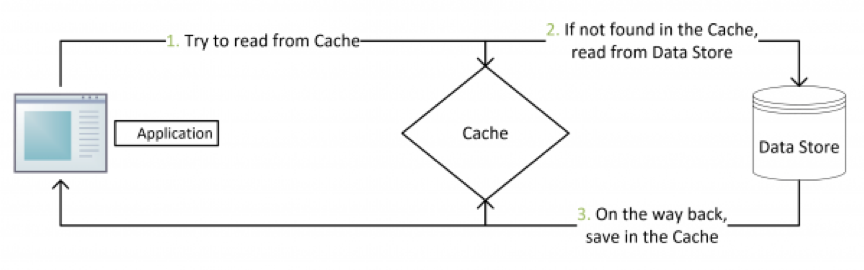 1. Try to read from Cache
2. If not found in the Cache,
read from Data Store
Application
Cache
Data Store
3. On the way back,
save in the Cache